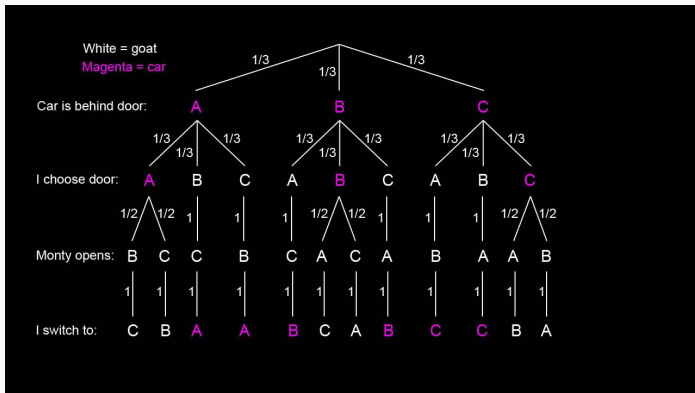 White = goat
Magenta = car
1/3 1/3 1/3
Car is behind door: A B C
1/3 1/3 1/3 1/3 1/3 1/3 1/3 1/3 1/3
I choose door: A B C A B C A B C
1/2 1/2 1 1 1 1/2 1/2 1 1 1 1/2 1/2
Monty opens: B C C B C A C A B A A B
1 1 1 1 1 1 1 1 1 1 1 1
I switch to: C B A A B C A B C C B A